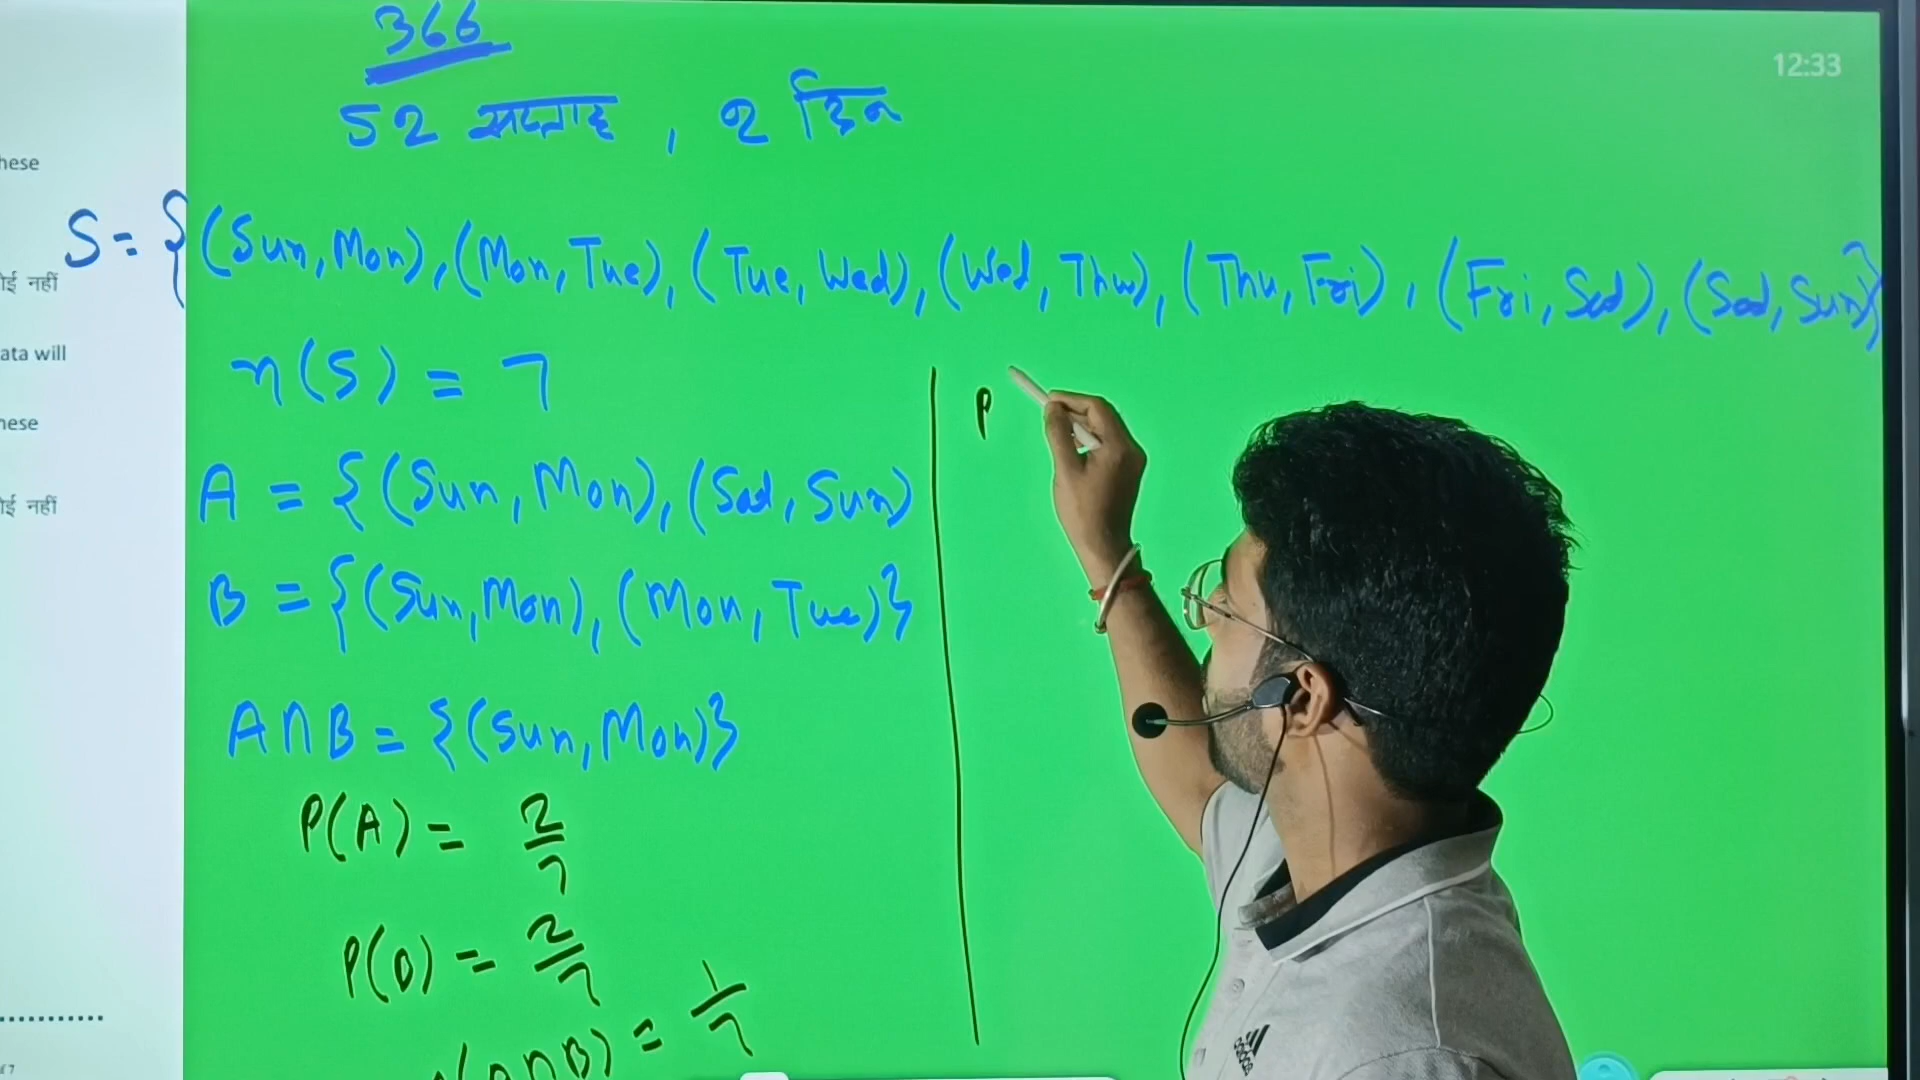 366
12:33
52 सप्ताह, 2 दिन
hese
S = {(Sun, Mon), (Mon, Tue), (Tue, Wed), (Wed, Thu), (Thu, Fri), (Fri, Sat), (Sat, Sun)}
ोई नहीं
ata will
n(S) = 7
P
hese
A = {(Sun, Mon), (Sat, Sun)
ोई नहीं
B = {(Sun, Mon), (Mon, Tue)}
A∩B = {(Sun, Mon)}
P(A) = 2/7
P(B) = 2/7
P(A∩B) = 1/7
adidas